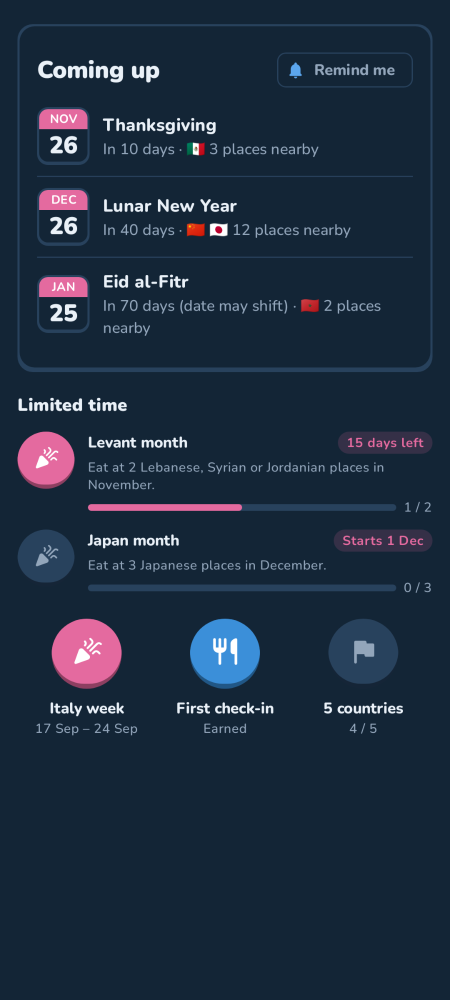 Coming up
Remind me
NOV
26
Thanksgiving
In 10 days · 🇲🇽 3 places nearby
DEC
26
Lunar New Year
In 40 days · 🇨🇳 🇯🇵 12 places nearby
JAN
25
Eid al-Fitr
In 70 days (date may shift) · 🇲🇦 2 places
nearby
Limited time
Levant month
15 days left
Eat at 2 Lebanese, Syrian or Jordanian places in
November.
1 / 2
Japan month
Starts 1 Dec
Eat at 3 Japanese places in December.
0 / 3
Italy week
17 Sep – 24 Sep
First check-in
Earned
5 countries
4 / 5